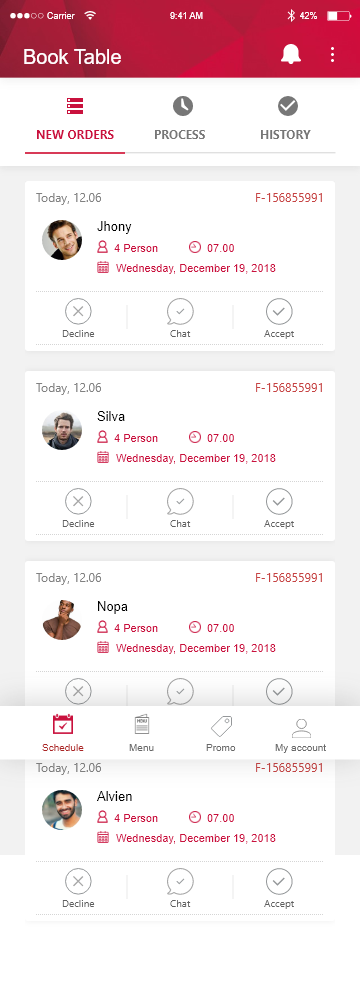 Carrier 9:41 AM 42%
Book Table
NEW ORDERS PROCESS HISTORY
Today, 12.06 F-156855991
Jhony
4 Person 07.00
Wednesday, December 19, 2018
Decline Chat Accept
Today, 12.06 F-156855991
Silva
4 Person 07.00
Wednesday, December 19, 2018
Decline Chat Accept
Today, 12.06 F-156855991
Nopa
4 Person 07.00
Wednesday, December 19, 2018
MENU
Schedule Menu Promo My account
Today, 12.06 F-156855991
Alvien
4 Person 07.00
Wednesday, December 19, 2018
Decline Chat Accept